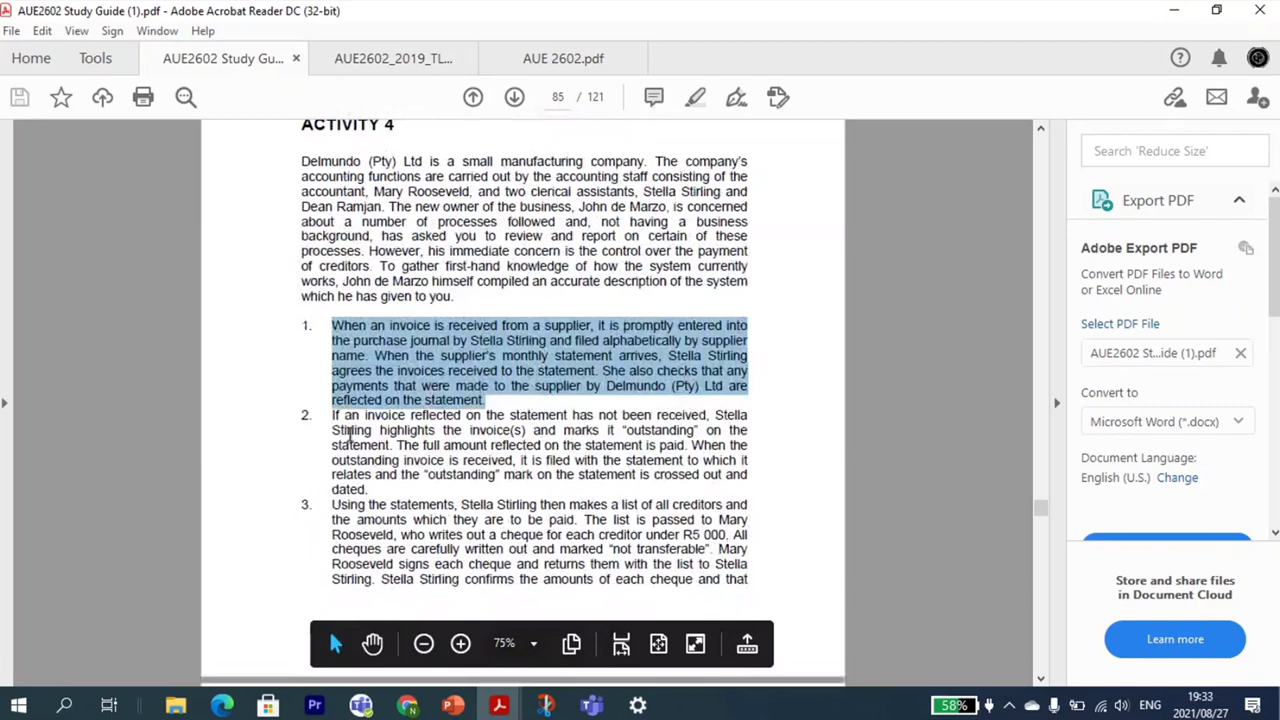 AUE2602 Study Guide (1).pdf - Adobe Acrobat Reader DC (32-bit)
File Edit View Sign Window Help
Home Tools AUE2602 Study Gu... AUE2602_2019_TL... AUE 2602.pdf
85 / 121
ACTIVITY 4
Delmundo (Pty) Ltd is a small manufacturing company. The company's
accounting functions are carried out by the accounting staff consisting of the
accountant, Mary Rooseveld, and two clerical assistants, Stella Stirling and
Dean Ramjan. The new owner of the business, John de Marzo, is concerned
about a number of processes followed and, not having a business
background, has asked you to review and report on certain of these
processes. However, his immediate concern is the control over the payment
of creditors. To gather first-hand knowledge of how the system currently
works, John de Marzo himself compiled an accurate description of the system
which he has given to you.
1. When an invoice is received from a supplier, it is promptly entered into
the purchase journal by Stella Stirling and filed alphabetically by supplier
name. When the supplier's monthly statement arrives, Stella Stirling
agrees the invoices received to the statement. She also checks that any
payments that were made to the supplier by Delmundo (Pty) Ltd are
reflected on the statement.
2. If an invoice reflected on the statement has not been received, Stella
Stirling highlights the invoice(s) and marks it "outstanding" on the
statement. The full amount reflected on the statement is paid. When the
outstanding invoice is received, it is filed with the statement to which it
relates and the "outstanding" mark on the statement is crossed out and
dated.
3. Using the statements, Stella Stirling then makes a list of all creditors and
the amounts which they are to be paid. The list is passed to Mary
Rooseveld, who writes out a cheque for each creditor under R5 000. All
cheques are carefully written out and marked "not transferable". Mary
Rooseveld signs each cheque and returns them with the list to Stella
Stirling. Stella Stirling confirms the amounts of each cheque and that
75%
Search 'Reduce Size'
Export PDF
Adobe Export PDF
Convert PDF Files to Word
or Excel Online
Select PDF File
AUE2602 St...ide (1).pdf
Convert to
Microsoft Word (*.docx)
Document Language:
English (U.S.) Change
Store and share files
in Document Cloud
Learn more
Pr
58%
ENG
19:33
2021/08/27